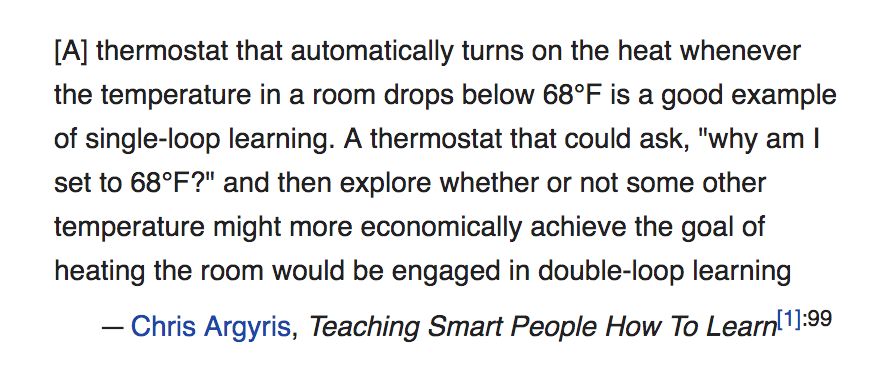 [A] thermostat that automatically turns on the heat whenever
the temperature in a room drops below 68°F is a good example
of single-loop learning. A thermostat that could ask, "why am I
set to 68°F?" and then explore whether or not some other
temperature might more economically achieve the goal of
heating the room would be engaged in double-loop learning
— Chris Argyris, Teaching Smart People How To Learn[1]:99